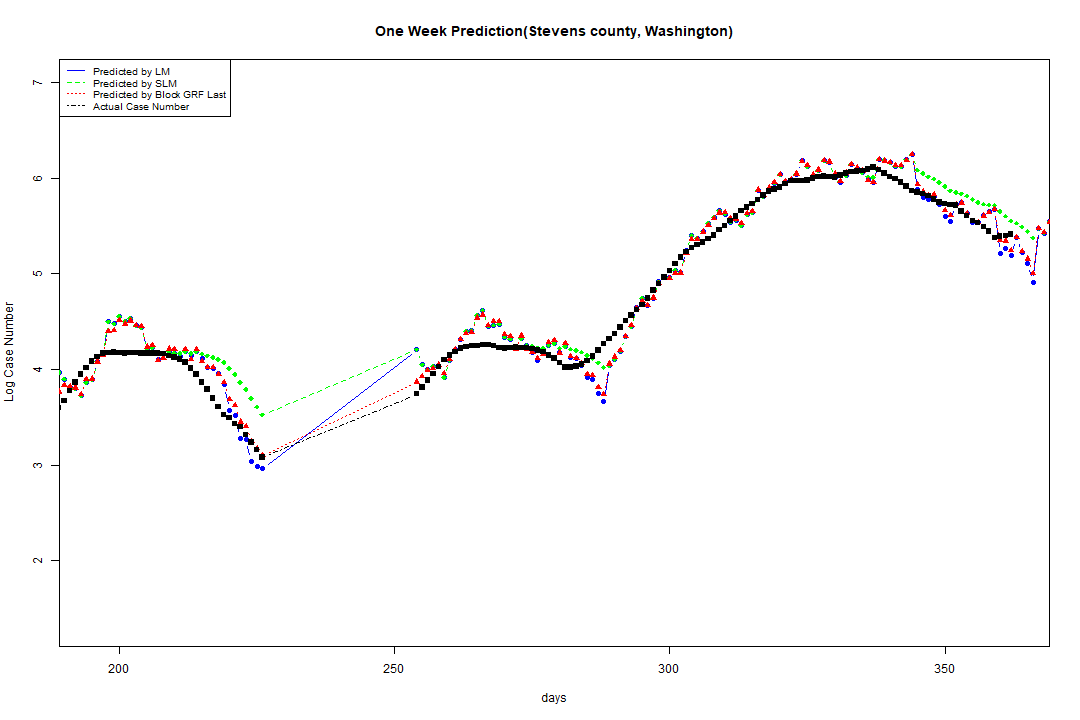 One Week Prediction(Stevens county, Washington)
Predicted by LM
Predicted by SLM
Predicted by Block GRF Last
Actual Case Number
7
6
5
4
3
2
Log Case Number
200 250 300 350
days